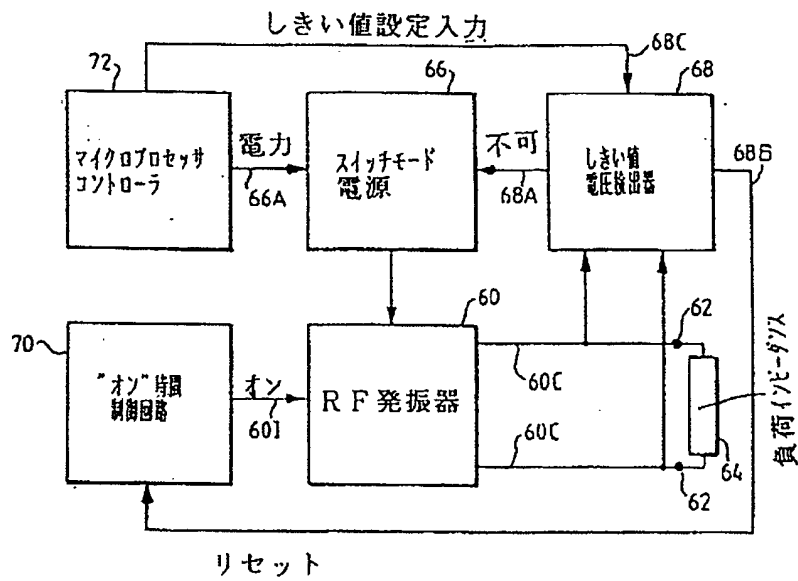 しきい値設定入力
72
66
68C
68
マイクロプロセッサ
コントローラ
電力
66A
スイッチモード
電源
不可
68A
しきい値
電圧検出器
68B
70
"オン"時間
制御回路
オン
60I
60
RF発振器
60C
60C
62
62
64
負荷インピーダンス
リセット